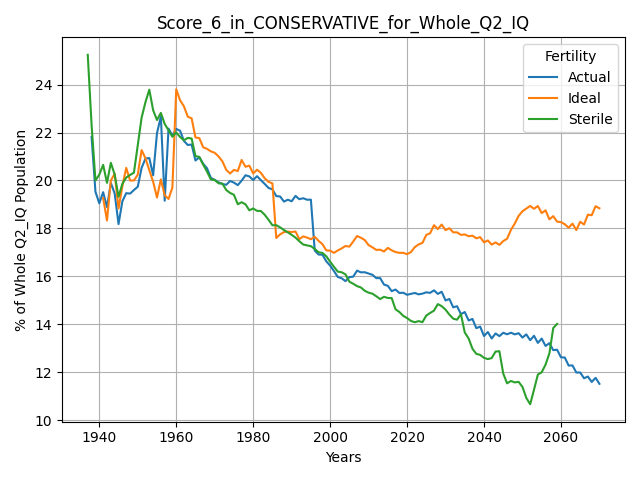 Score_6_in_CONSERVATIVE_for_Whole_Q2_IQ
Fertility
Actual
Ideal
Sterile
% of Whole Q2_IQ Population
24
22
20
18
16
14
12
10
1940
1960
1980
2000
2020
2040
2060
Years